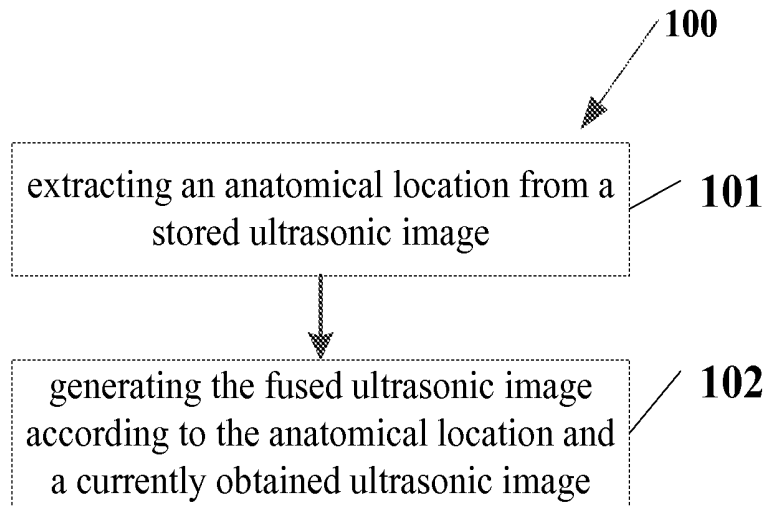 100
extracting an anatomical location from a
stored ultrasonic image
101
generating the fused ultrasonic image
according to the anatomical location and
a currently obtained ultrasonic image
102